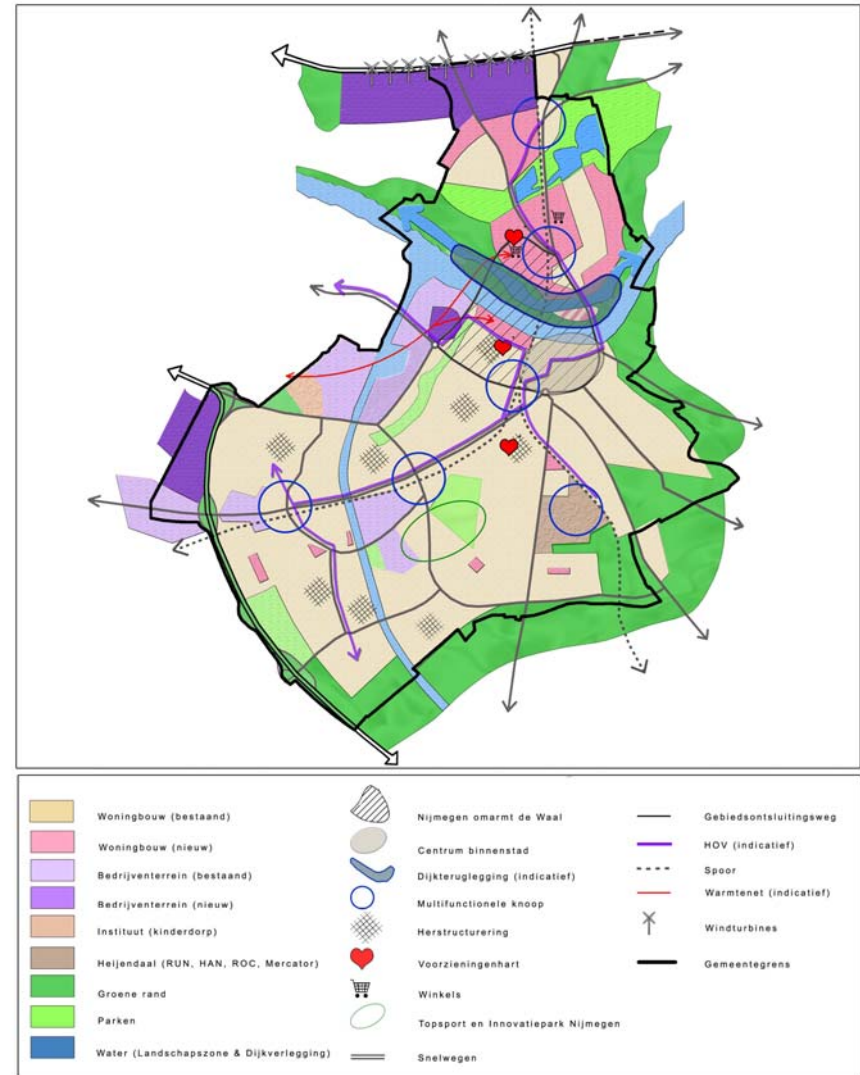 Woningbouw (bestaand)
Woningbouw (nieuw)
Bedrijventerrein (bestaand)
Bedrijventerrein (nieuw)
Instituut (kinderdorp)
Heijendaal (RUN, HAN, ROC, Mercator)
Groene rand
Parken
Water (Landschapszone & Dijkverlegging)
Nijmegen omarmt de Waal
Centrum binnenstad
Dijkteruglegging (indicatief)
Multifunctionele knoop
Herstructurering
Voorzieningenhart
Winkels
Topsport en Innovatiepark Nijmegen
Snelwegen
Gebiedsontsluitingsweg
HOV (indicatief)
Spoor
Warmtenet (indicatief)
Windturbines
Gemeentegrens